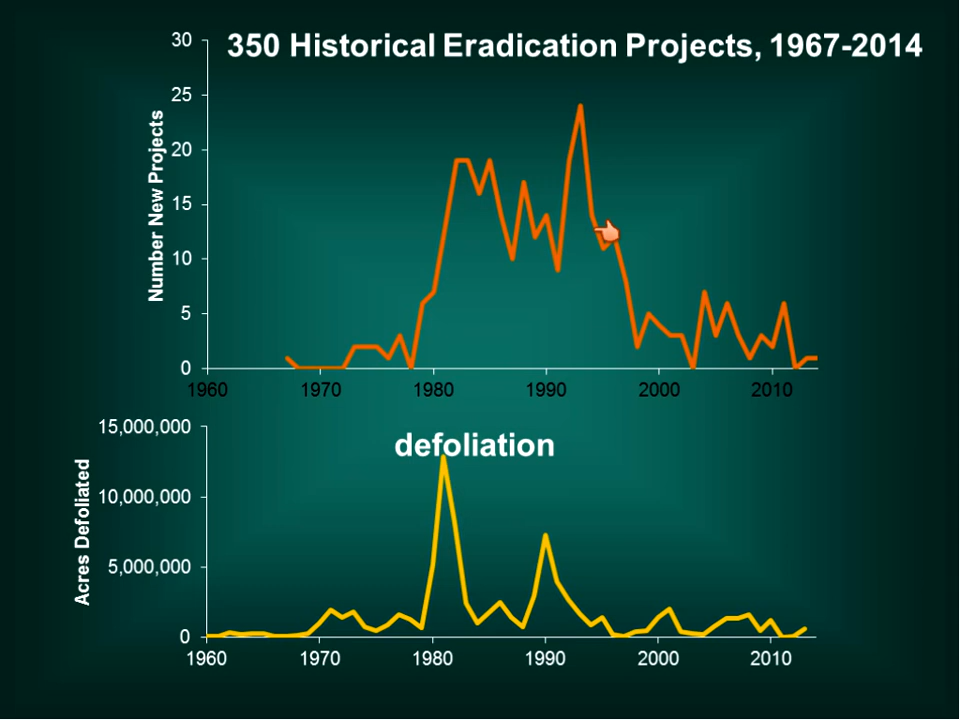 350 Historical Eradication Projects, 1967-2014
Number New Projects
30
25
20
15
10
5
0
1960 1970 1980 1990 2000 2010
defoliation
Acres Defoliated
15,000,000
10,000,000
5,000,000
0
1960 1970 1980 1990 2000 2010